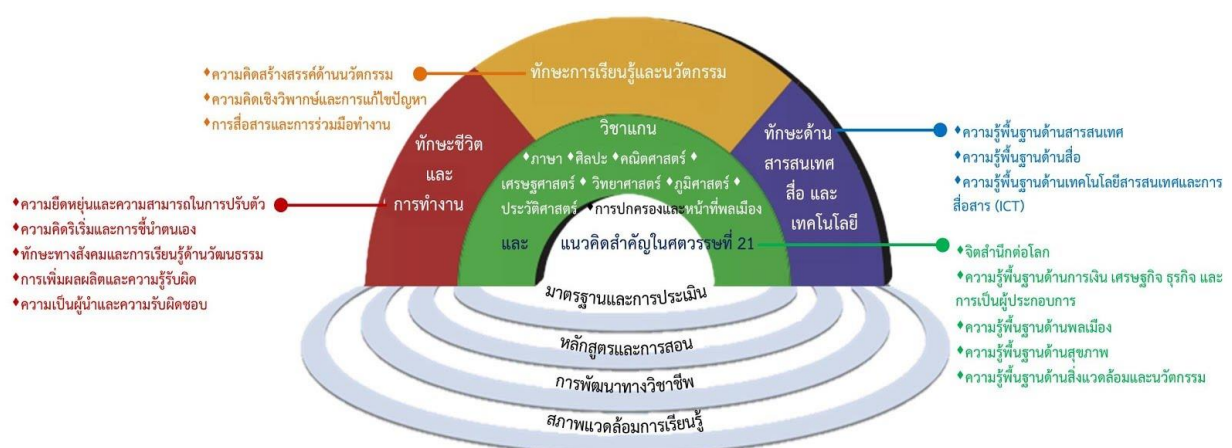 ทักษะการเรียนรู้และนวัตกรรม
♦ความคิดสร้างสรรค์ด้านนวัตกรรม
♦ความคิดเชิงวิพากษ์และการแก้ไขปัญหา
♦การสื่อสารและการร่วมมือทำงาน
ทักษะชีวิต
และ
การทำงาน
♦ความยืดหยุ่นและความสามารถในการปรับตัว
♦ความคิดริเริ่มและการชี้นำตนเอง
♦ทักษะทางสังคมและการเรียนรู้ด้านวัฒนธรรม
♦การเพิ่มผลผลิตและความรู้รับผิด
♦ความเป็นผู้นำและความรับผิดชอบ
วิชาแกน
♦ภาษา ♦ศิลปะ ♦คณิตศาสตร์ ♦
เศรษฐศาสตร์ ♦ วิทยาศาสตร์ ♦ภูมิศาสตร์ ♦
ประวัติศาสตร์ ♦การปกครองและหน้าที่พลเมือง
และ แนวคิดสำคัญในศตวรรษที่ 21
ทักษะด้าน
สารสนเทศ
สื่อ และ
เทคโนโลยี
♦ความรู้พื้นฐานด้านสารสนเทศ
♦ความรู้พื้นฐานด้านสื่อ
♦ความรู้พื้นฐานด้านเทคโนโลยีสารสนเทศและการ
สื่อสาร (ICT)
♦จิตสำนึกต่อโลก
♦ความรู้พื้นฐานด้านการเงิน เศรษฐกิจ ธุรกิจ และ
การเป็นผู้ประกอบการ
♦ความรู้พื้นฐานด้านพลเมือง
♦ความรู้พื้นฐานด้านสุขภาพ
♦ความรู้พื้นฐานด้านสิ่งแวดล้อมและนวัตกรรม
มาตรฐานและการประเมิน
หลักสูตรและการสอน
การพัฒนาทางวิชาชีพ
สภาพแวดล้อมการเรียนรู้